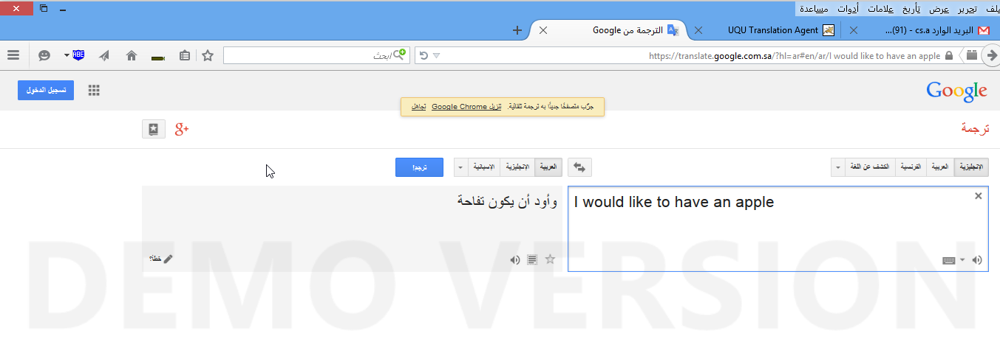 ملف تحرير عرض تأريخ علامات أدوات مساعدة
البريد الوارد cs.a - (91)...
UQU Translation Agent
الترجمة من Google
https://translate.google.com.sa/?hl=ar#en/ar/I would like to have an apple
ابحث
ABE
Google
تسجيل الدخول
جرّب متصفحًا جديدًا به ترجمة تلقائية. تنزيل Google Chrome تجاهل
ترجمة
g+
الإنجليزية العربية الفرنسية الكشف عن اللغة
العربية الإنجليزية الإسبانية
ترجم!
I would like to have an apple
وأود أن يكون تفاحة
خطأ؟
DEMO VERSION